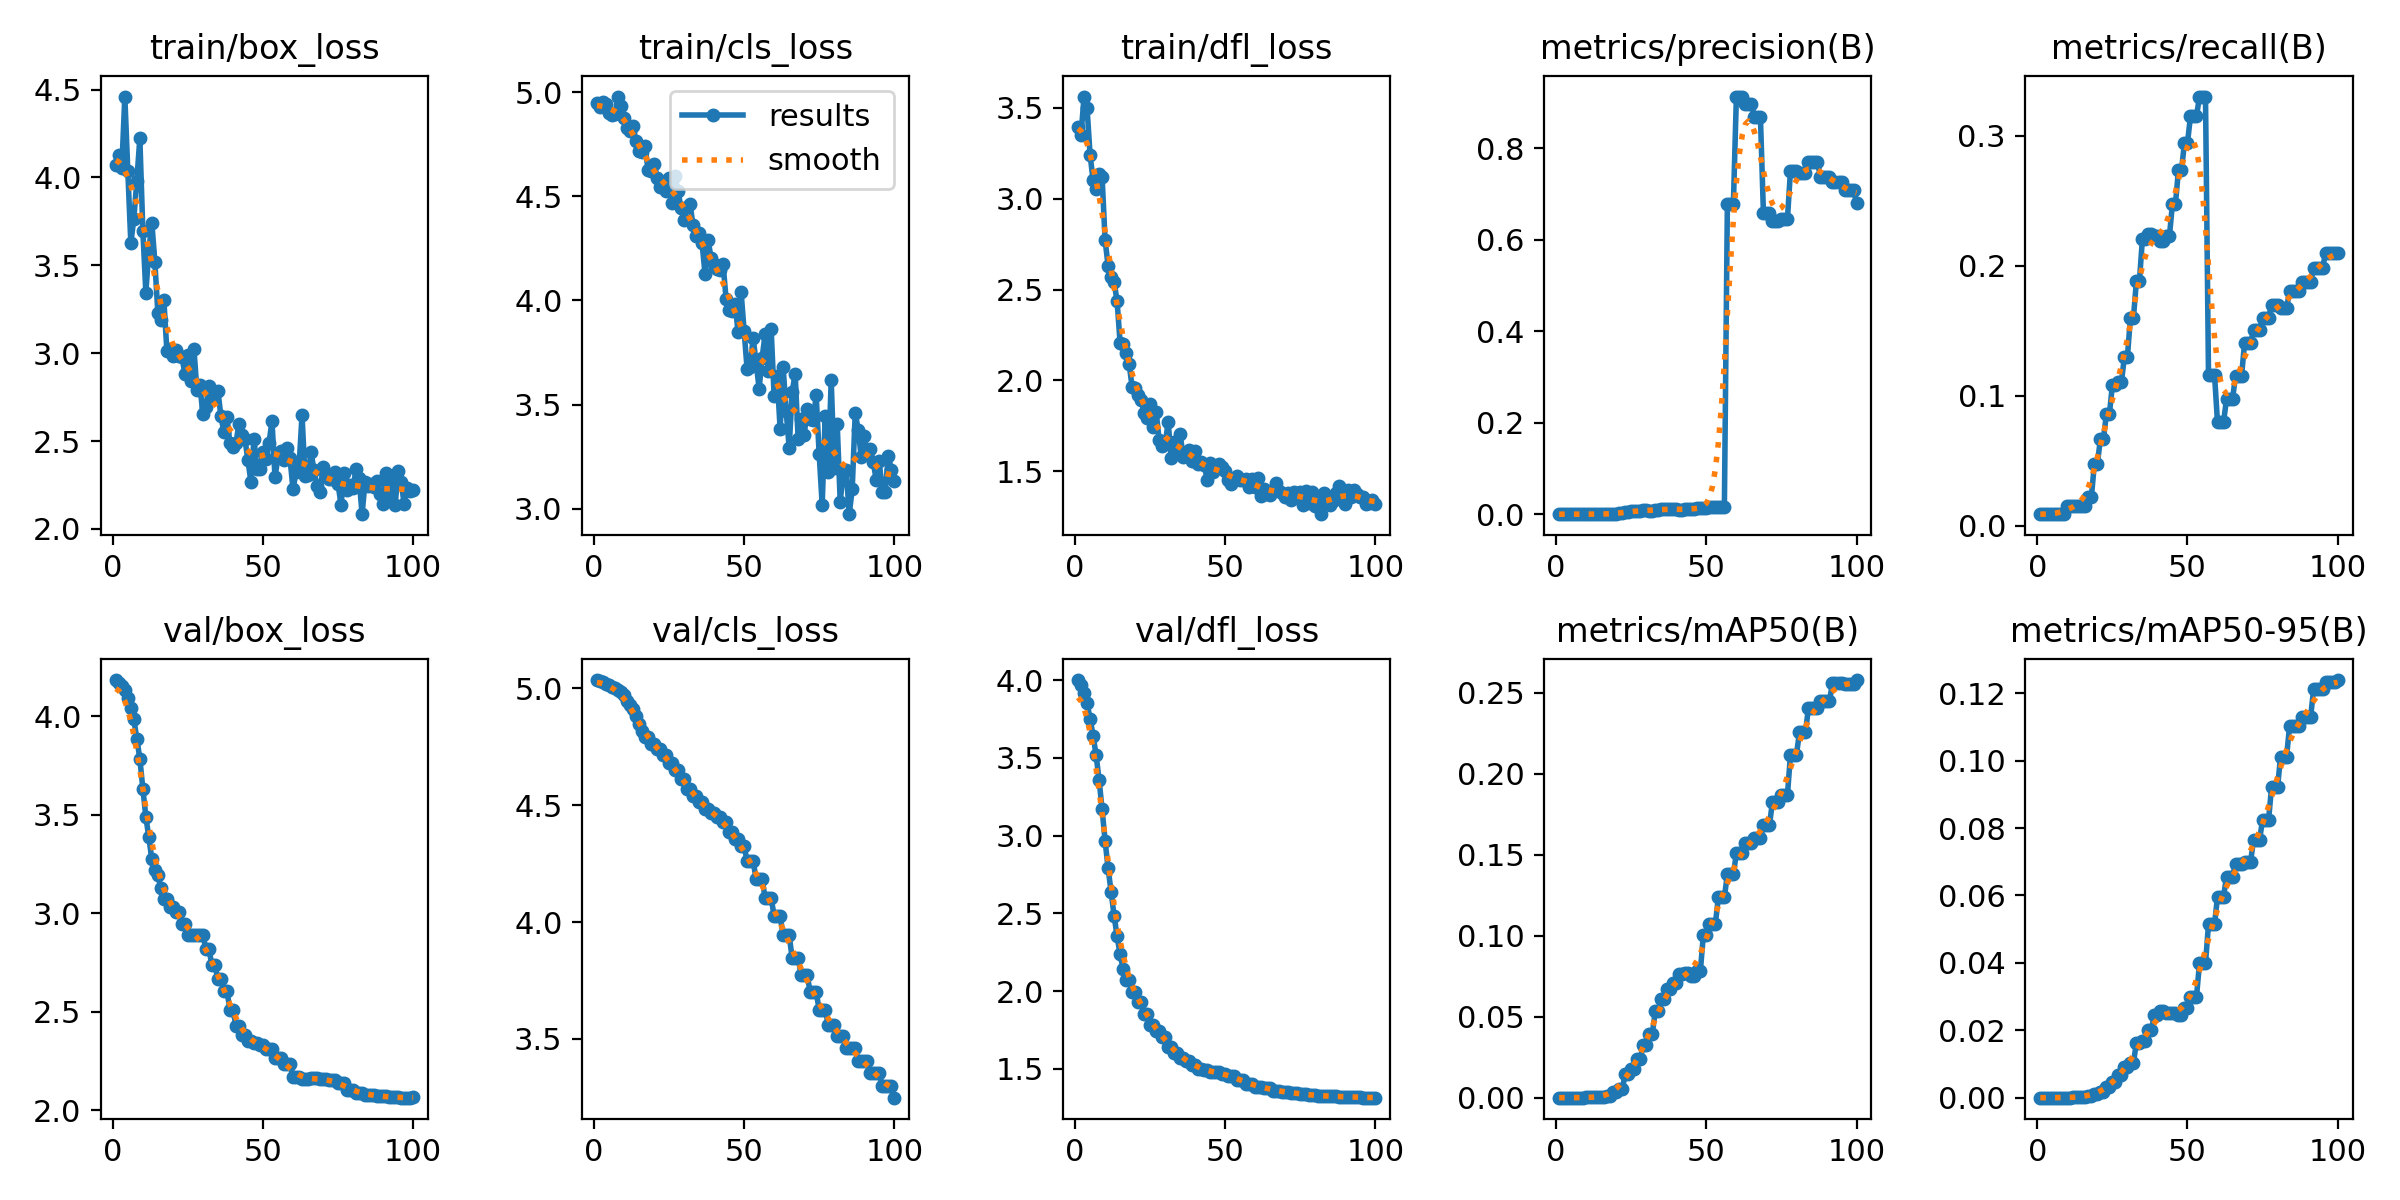 train/box_loss
4.5
4.0
3.5
3.0
2.5
2.0
0 50 100
train/cls_loss
results
smooth
5.0
4.5
4.0
3.5
3.0
0 50 100
train/dfl_loss
3.5
3.0
2.5
2.0
1.5
0 50 100
metrics/precision(B)
0.8
0.6
0.4
0.2
0.0
0 50 100
metrics/recall(B)
0.3
0.2
0.1
0.0
0 50 100
val/box_loss
4.0
3.5
3.0
2.5
2.0
0 50 100
val/cls_loss
5.0
4.5
4.0
3.5
0 50 100
val/dfl_loss
4.0
3.5
3.0
2.5
2.0
1.5
0 50 100
metrics/mAP50(B)
0.25
0.20
0.15
0.10
0.05
0.00
0 50 100
metrics/mAP50-95(B)
0.12
0.10
0.08
0.06
0.04
0.02
0.00
0 50 100